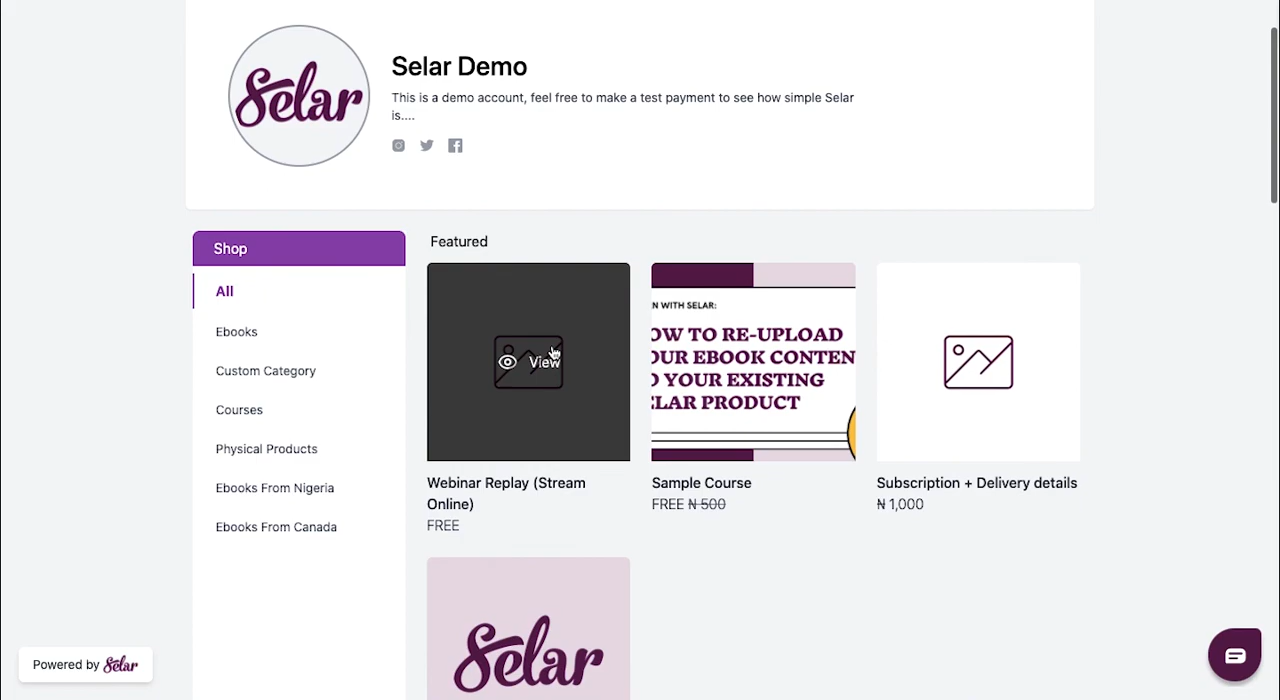 Selar
Selar Demo
This is a demo account, feel free to make a test payment to see how simple Selar
is....
Shop
All
Ebooks
Custom Category
Courses
Physical Products
Ebooks From Nigeria
Ebooks From Canada
Featured
View
Webinar Replay (Stream
Online)
FREE
N WITH SELAR:
OW TO RE-UPLOAD
OUR EBOOK CONTEN
O YOUR EXISTING
ELAR PRODUCT
Sample Course
FREE ₦ 500
Subscription + Delivery details
₦ 1,000
Selar
Powered by Selar